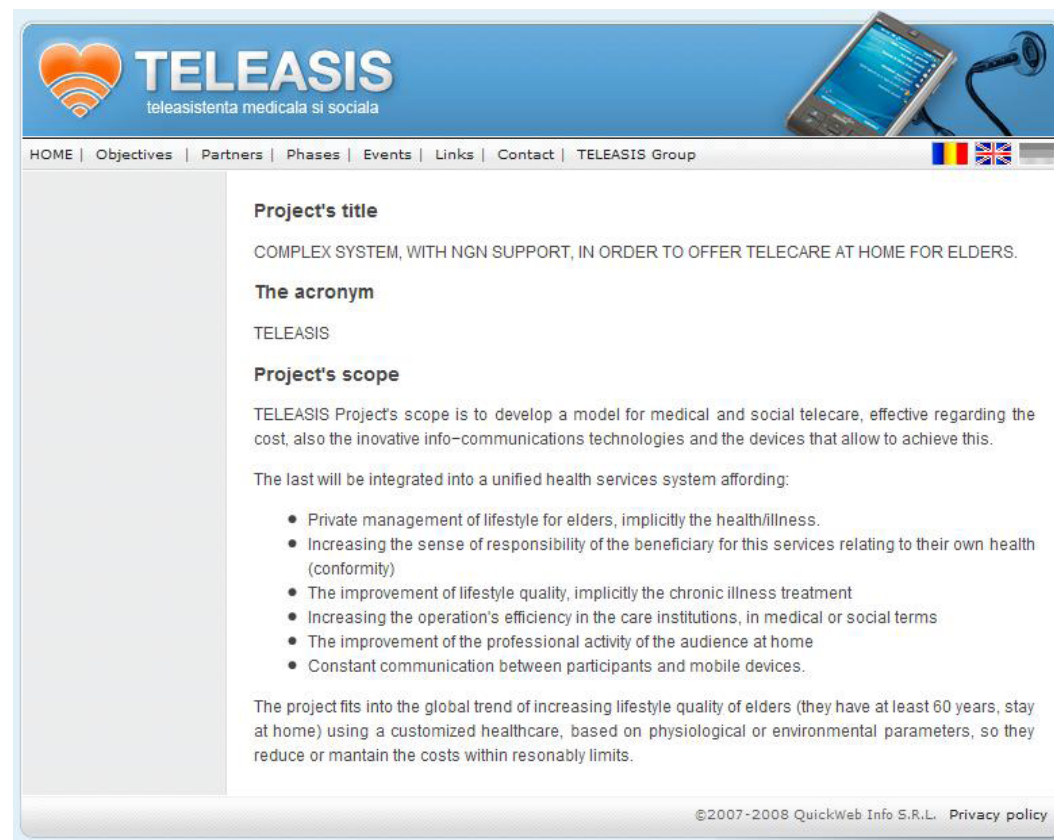 TELEASIS
teleasistenta medicala si sociala
HOME | Objectives | Partners | Phases | Events | Links | Contact | TELEASIS Group
Project's title
COMPLEX SYSTEM, WITH NGN SUPPORT, IN ORDER TO OFFER TELECARE AT HOME FOR ELDERS.
The acronym
TELEASIS
Project's scope
TELEASIS Project's scope is to develop a model for medical and social telecare, effective regarding the
cost, also the inovative info-communications technologies and the devices that allow to achieve this.
The last will be integrated into a unified health services system affording:
● Private management of lifestyle for elders, implicitly the health/illness.
● Increasing the sense of responsibility of the beneficiary for this services relating to their own health
(conformity)
● The improvement of lifestyle quality, implicitly the chronic illness treatment
● Increasing the operation's efficiency in the care institutions, in medical or social terms
● The improvement of the professional activity of the audience at home
● Constant communication between participants and mobile devices.
The project fits into the global trend of increasing lifestyle quality of elders (they have at least 60 years, stay
at home) using a customized healthcare, based on physiological or environmental parameters, so they
reduce or mantain the costs within resonably limits.
©2007-2008 QuickWeb Info S.R.L. Privacy policy